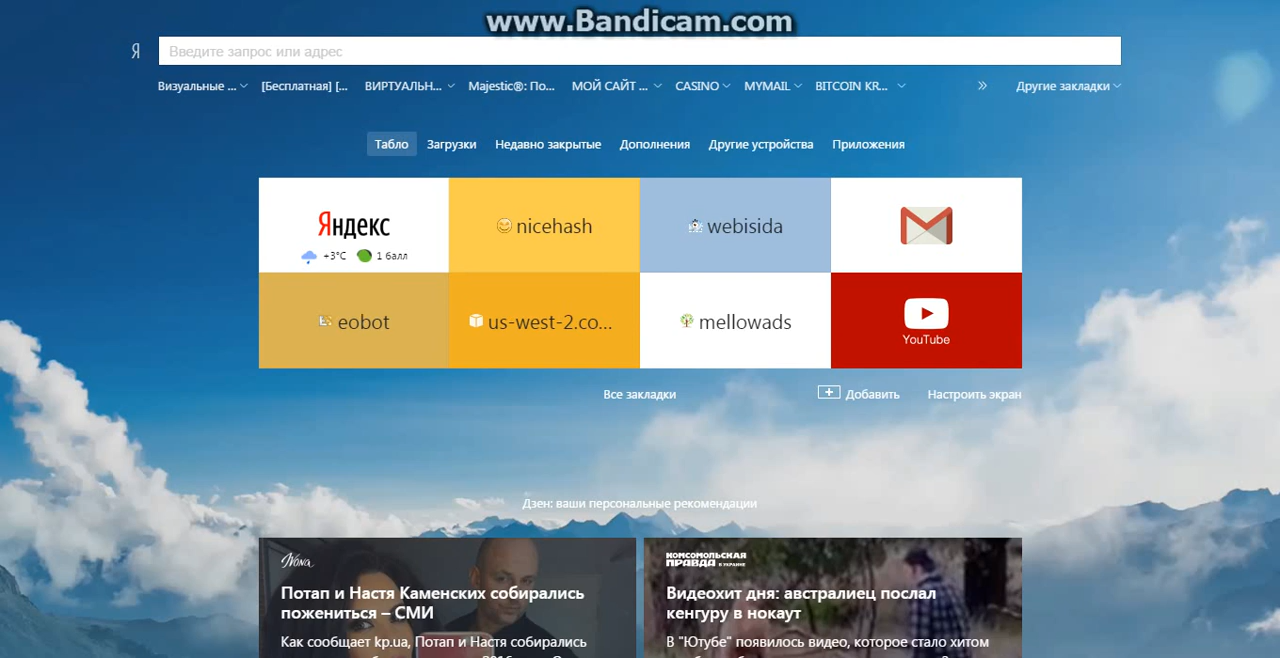 www.Bandicam.com
Я
Введите запрос или адрес
Визуальные ... [Бесплатная] [... ВИРТУАЛЬН... Majestic®: По... МОЙ САЙТ ... CASINO MYMAIL BITCOIN KR... » Другие закладки
Табло Загрузки Недавно закрытые Дополнения Другие устройства Приложения
Яндекс nicehash webisida
+3°C 1 балл
eobot us-west-2.co... mellowads YouTube
Все закладки Добавить Настроить экран
Дзен: ваши персональные рекомендации
Ivona
Потап и Настя Каменских собирались
пожениться – СМИ
Как сообщает kp.ua, Потап и Настя собирались
КОМСОМОЛЬСКАЯ
ПРАВДА В УКРАИНЕ
Видеохит дня: австралиец послал
кенгуру в нокаут
В "Ютубе" появилось видео, которое стало хитом